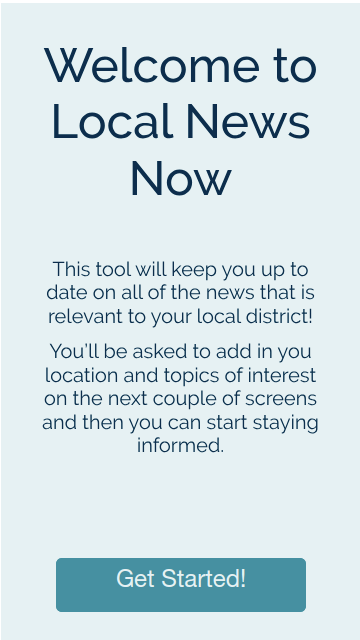 Welcome to
Local News
Now
This tool will keep you up to
date on all of the news that is
relevant to your local district!
You'll be asked to add in you
location and topics of interest
on the next couple of screens
and then you can start staying
informed.
Get Started!